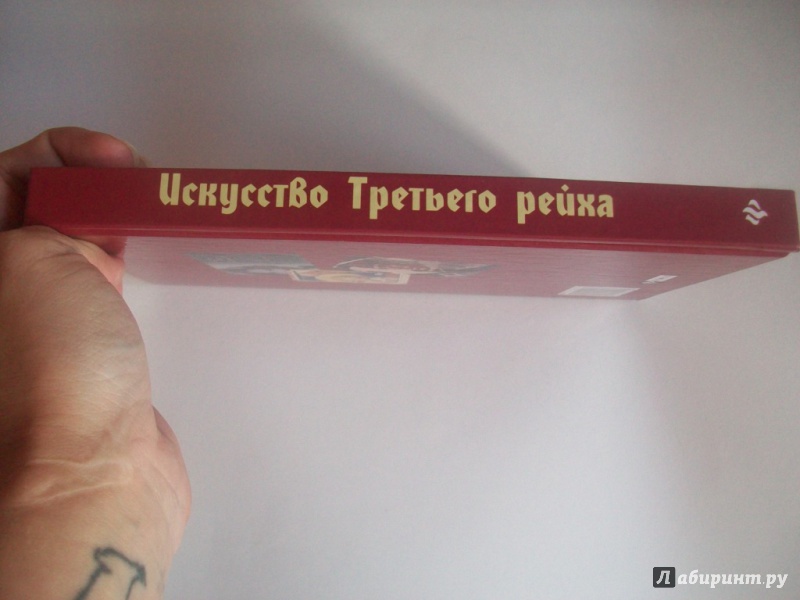 Искусство Третьего рейха
Лабиринт.ру